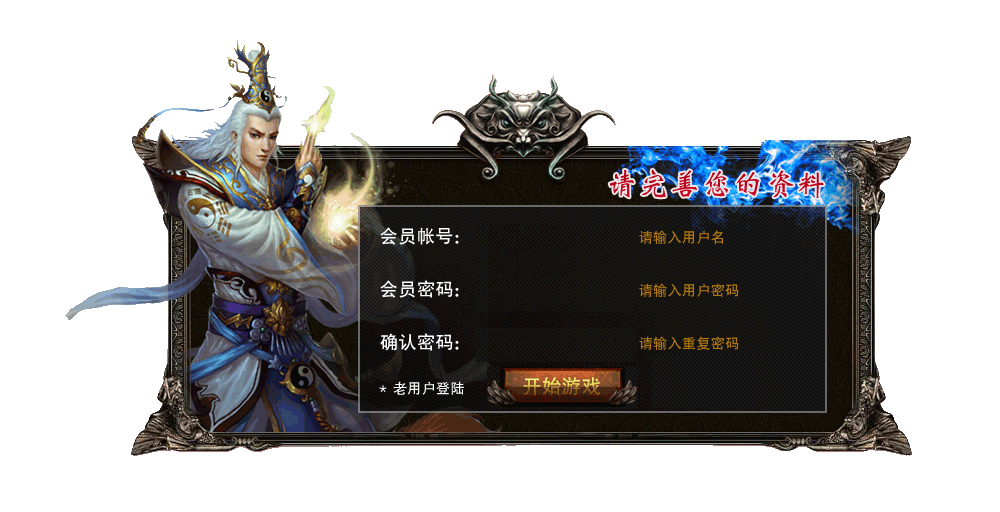 请完善您的资料
会员帐号: 请输入用户名
会员密码: 请输入用户密码
确认密码: 请输入重复密码
* 老用户登陆 开始游戏